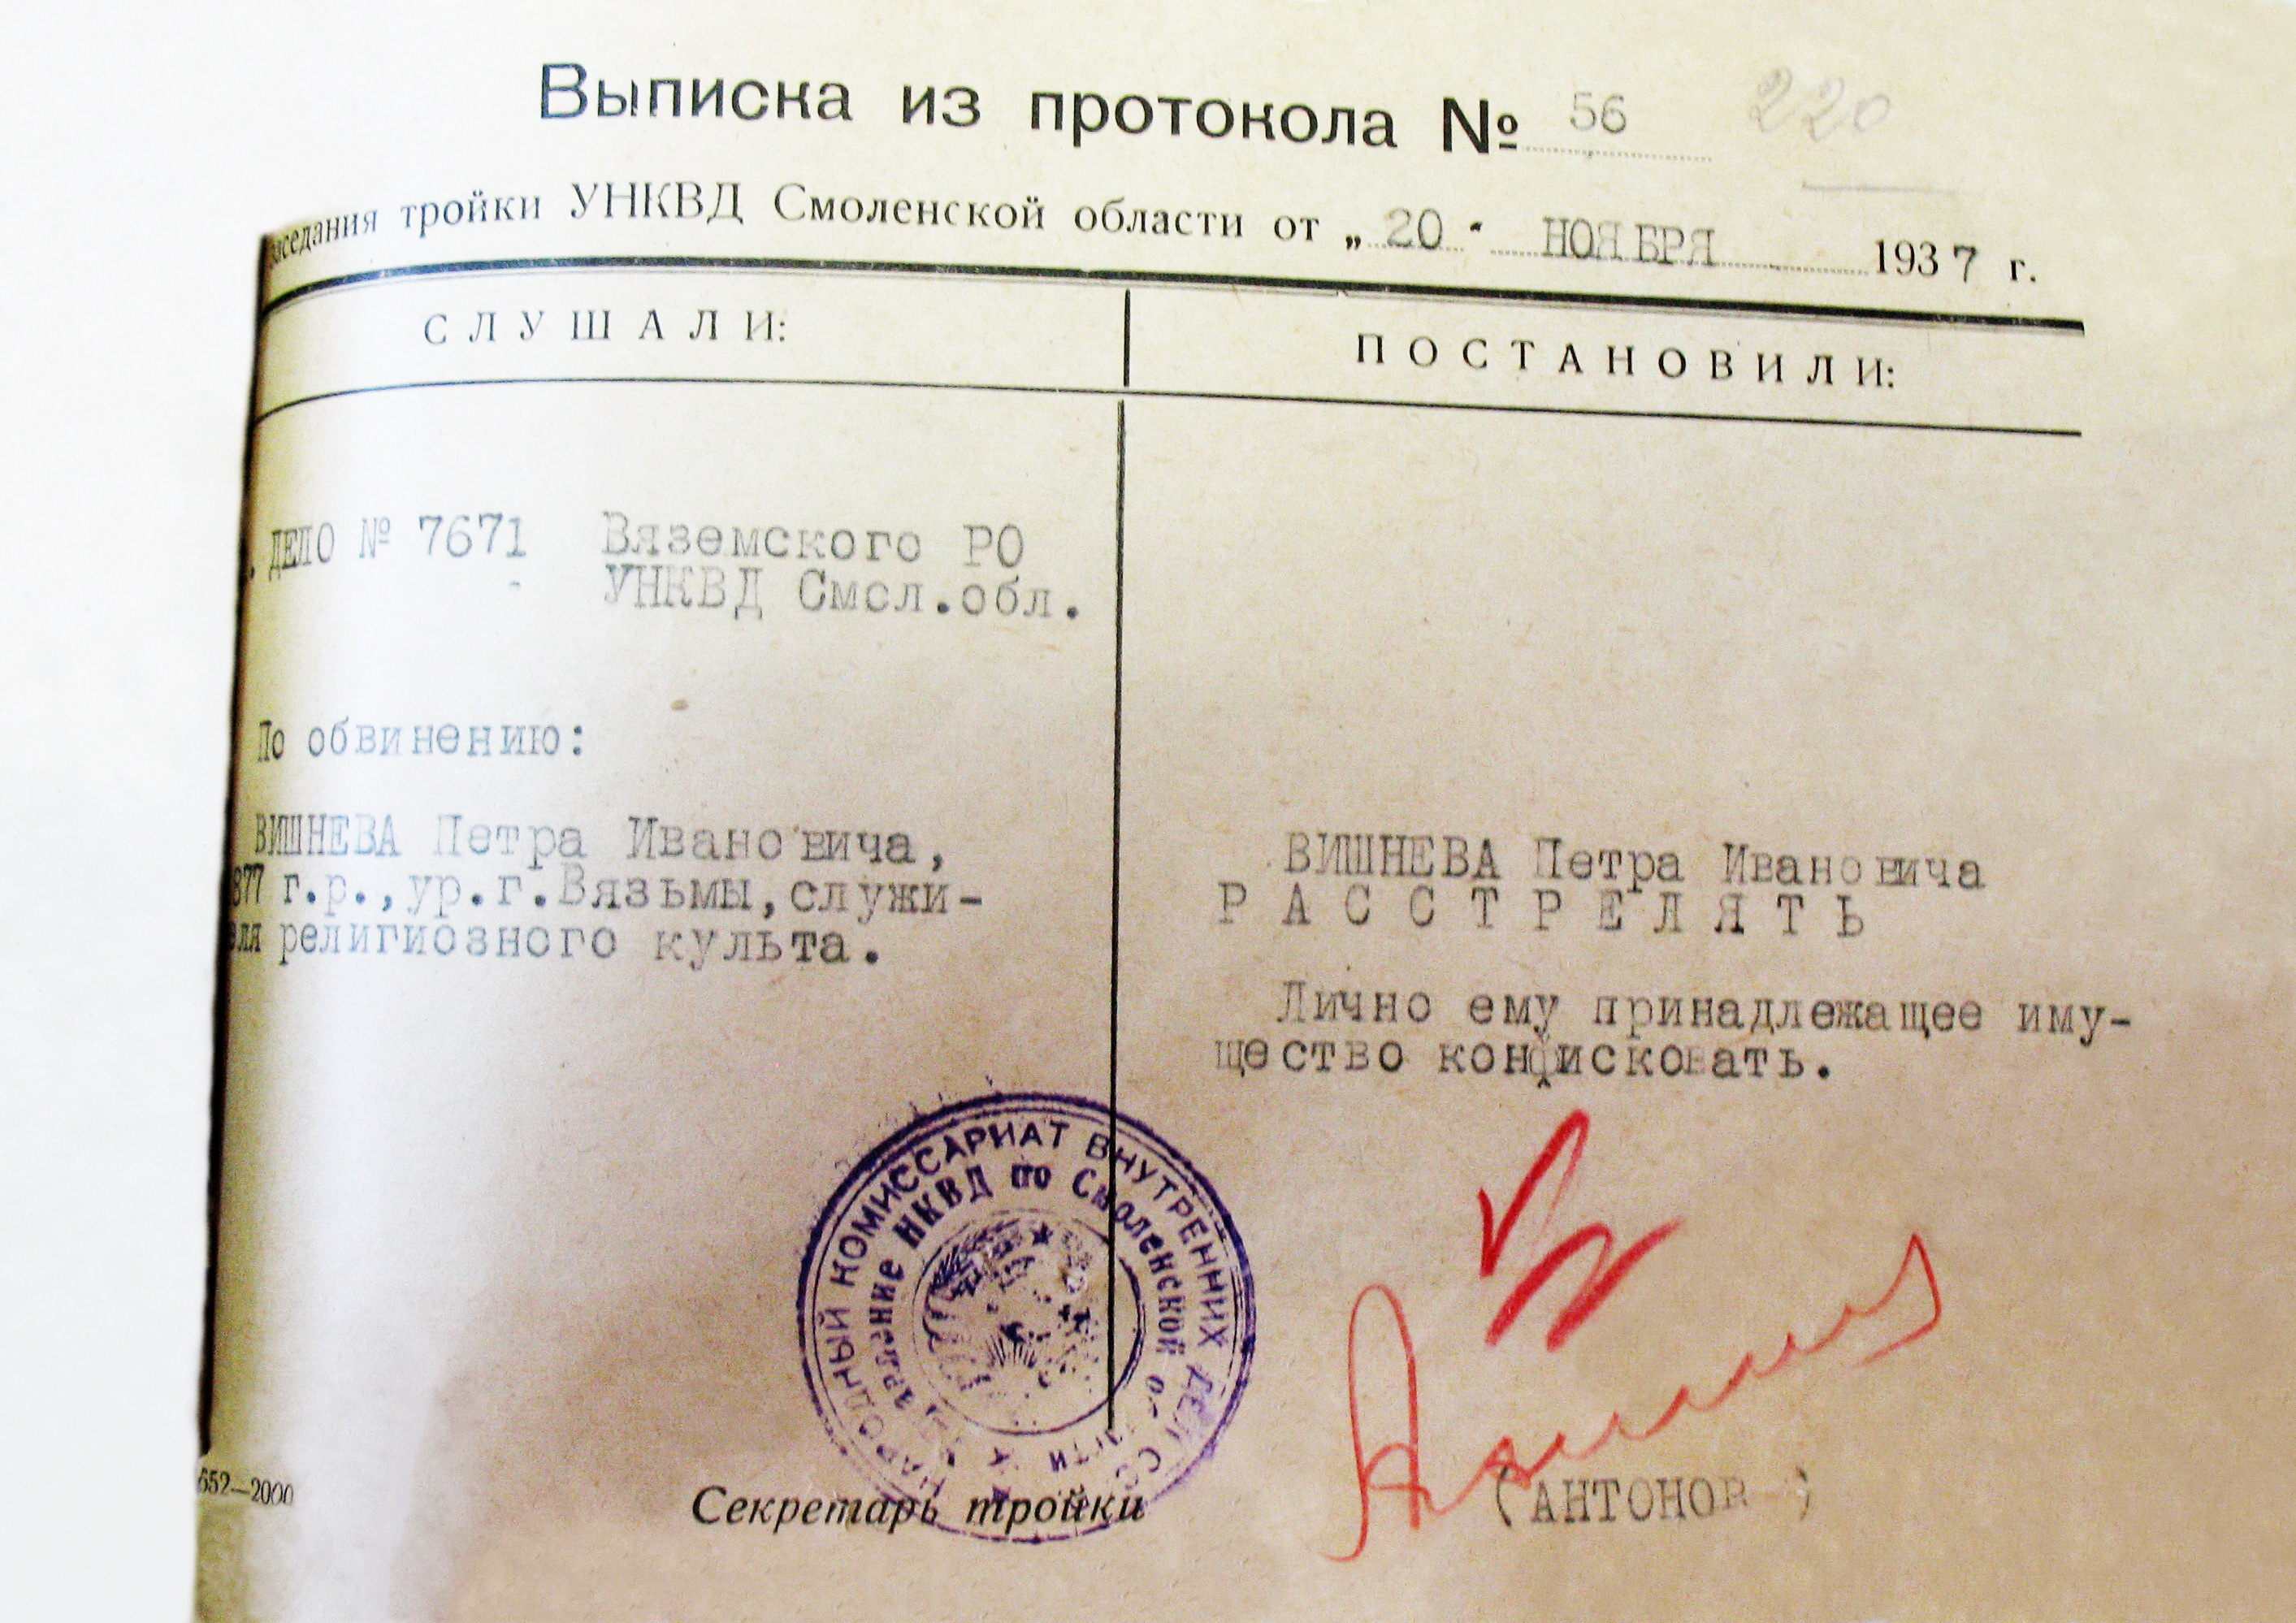 Выписка из протокола № 56
220
заседания тройки УНКВД Смоленской области от „ 20 " НОЯБРЯ 1937 г.
СЛУШАЛИ:
ПОСТАНОВИЛИ:
. ДЕЛО № 7671 Вяземского РО
УНКВД Смол.обл.
По обвинению:
ВИШНЕВА Петра Ивановича,
877 г.р.,ур.г.Вязьмы,служи-
еля религиозного культа.
ВИШНЕВА Петра Ивановича
РАССТРЕЛЯТЬ
Лично ему принадлежащее иму-
щество конфисковать.
НАРОДНЫЙ КОМИССАРИАТ ВНУТРЕННИХ ДЕЛ СС
Управление НКВД по Смоленской области
652—2000
Секретарь тройки
(АНТОНОВ )